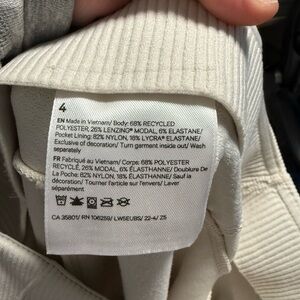 4
EN Made in Vietnam/ Body: 68% RECYCLED
POLYESTER, 26% LENZING® MODAL, 6% ELASTANE/
Pocket Lining: 82% NYLON, 18% LYCRA® ELASTANE/
Exclusive of decoration/ Turn garment inside out/ Wash
separately
FR Fabriqué au Vietnam/ Corps: 68% POLYESTER
RECYCLÉ, 26% MODAL, 6% ÉLASTHANNE/ Doublure De
La Poche: 82% NYLON, 18% ÉLASTHANNE/ Sauf la
décoration/ Tourner l'article sur l'envers/ Laver
séparément.
CA 35801/ RN 106259/ LW5EUBS/ 22-4/ 25